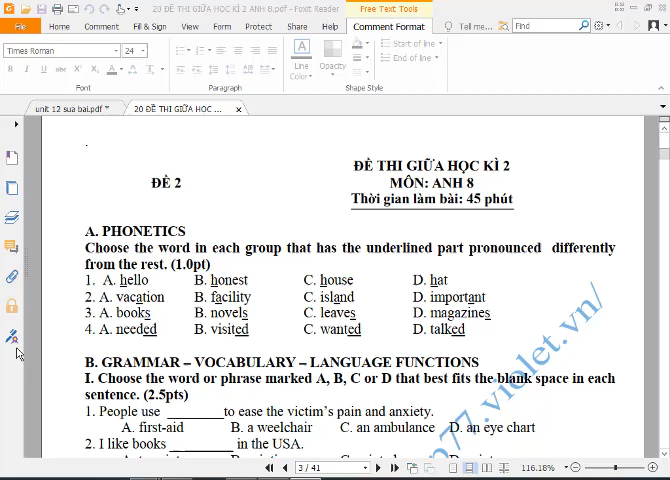 20 ĐỀ THI GIỮA HỌC KÌ 2 ANH 8.pdf - Foxit Reader
Free Text Tools
File Home Comment Fill & Sign View Form Protect Share Help Comment Format Tell me... Find
Times Roman 24 Line Color Start of line End of line
Font Paragraph Shape Style
unit 12 sua bai.pdf * 20 ĐỀ THI GIỮA HỌC ...
ĐỀ THI GIỮA HỌC KÌ 2
ĐỀ 2 MÔN: ANH 8
Thời gian làm bài: 45 phút
A. PHONETICS
Choose the word in each group that has the underlined part pronounced differently
from the rest. (1.0pt)
1. A. hello B. honest C. house D. hat
2. A. vacation B. facility C. island D. important
3. A. books B. novels C. leaves D. magazines
4. A. needed B. visited C. wanted D. talked
B. GRAMMAR – VOCABULARY – LANGUAGE FUNCTIONS
I. Choose the word or phrase marked A, B, C or D that best fits the blank space in each
sentence. (2.5pts)
1. People use ________to ease the victim's pain and anxiety.
A. first-aid B. a weelchair C. an ambulance D. an eye chart
2. I like books _ _______ in the USA.
p77.violet.vn/
3 / 41 116.18%